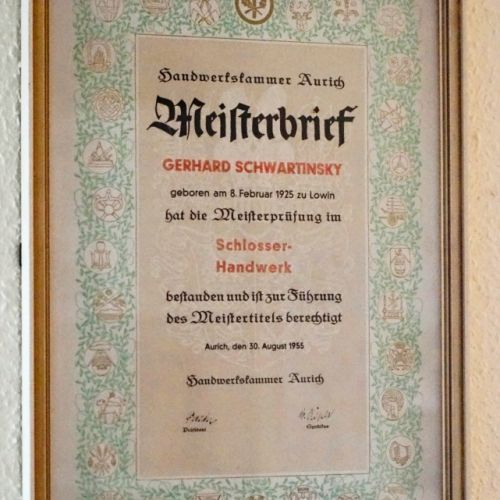 Handwerkskammer Aurich
Meisterbrief
GERHARD SCHWARTINSKY
geboren am 8. Februar 1925 zu Lowin
hat die Meisterprüfung im
Schlosser-
Handwerk
bestanden und ist zur Führung
des Meistertitels berechtigt
Aurich, den 30. August 1955
Handwerkskammer Aurich
Präsident